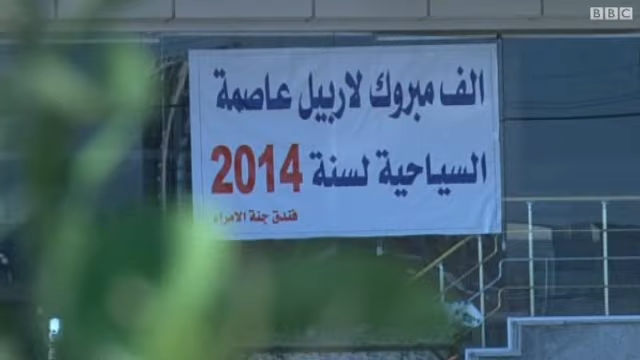 BBC
الف مبروك لاربيل عاصمة
السياحية لسنة 2014
فندق جنة الامراء